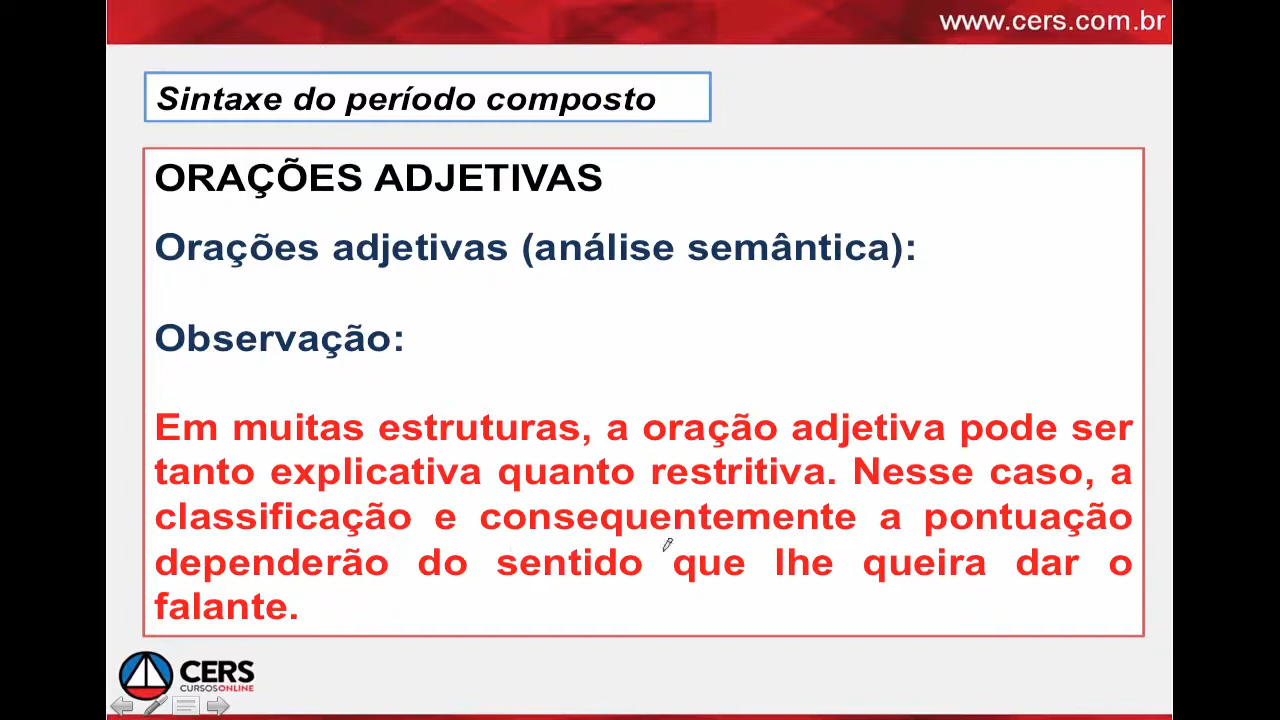 www.cers.com.br
Sintaxe do período composto
ORAÇÕES ADJETIVAS
Orações adjetivas (análise semântica):
Observação:
Em muitas estruturas, a oração adjetiva pode ser
tanto explicativa quanto restritiva. Nesse caso, a
classificação e consequentemente a pontuação
dependerão do sentido que lhe queira dar o
falante.
CERS
CURSOSONLINE